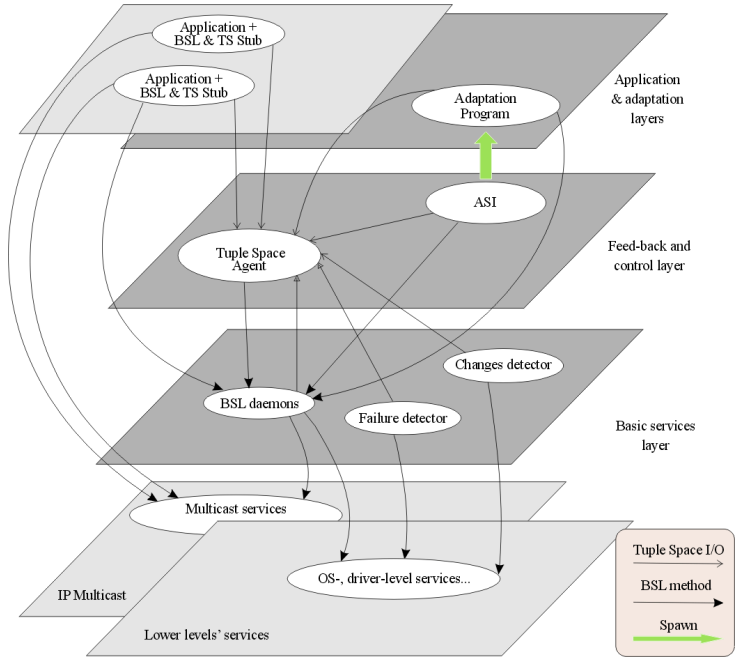 Application +
BSL & TS Stub
Application +
BSL & TS Stub
Adaptation
Program
Application
& adaptation
layers
ASI
Tuple Space
Agent
Feed-back and
control layer
Changes detector
BSL daemons
Failure detector
Basic services
layer
Multicast services
IP Multicast
OS-, driver-level services...
Lower levels’ services
Tuple Space I/O
BSL method
Spawn